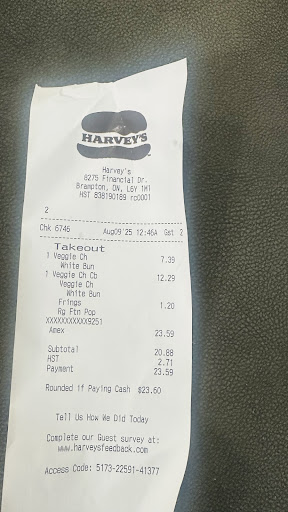 HARVEY'S
Harvey's
8275 Financial Dr.
Brampton, ON, L6Y 1M1
HST 838190189 rc0001
2
Chk 6746 Aug09'25 12:46A Gst 2
Takeout
1 Veggie Ch 7.39
White Bun
1 Veggie Ch Cb 12.29
Veggie Ch
White Bun
Frings 1.20
Rg Ftn Pop
XXXXXXXXXXX9251
Amex 23.59
Subtotal 20.88
HST 2.71
Payment 23.59
Rounded if Paying Cash $23.60
Tell Us How We Did Today
Complete our Guest survey at:
www.harveysfeedback.com
Access Code: 5173-22591-41377